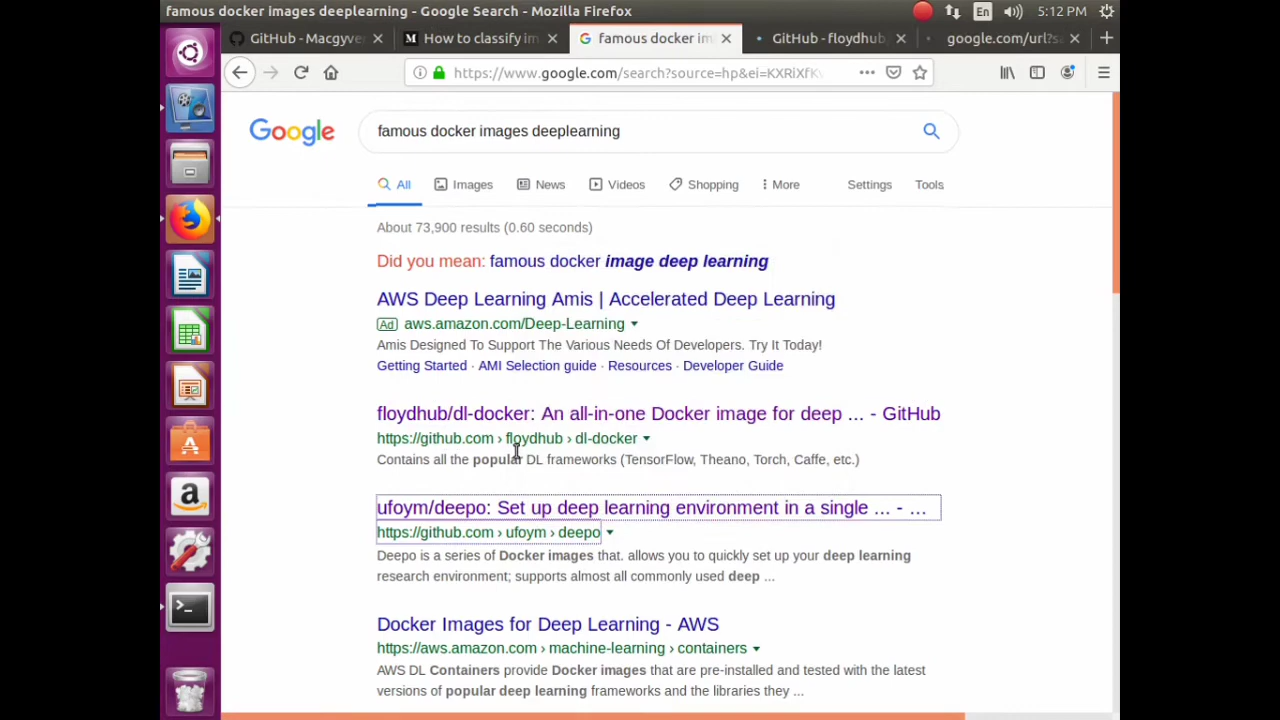 famous docker images deeplearning - Google Search - Mozilla Firefox
En
5:12 PM
GitHub - Macgyve
How to classify im
famous docker im
GitHub - floydhub
google.com/url?s
https://www.google.com/search?source=hp&ei=KXRiXfK
Google
famous docker images deeplearning
All
Images
News
Videos
Shopping
More
Settings
Tools
About 73,900 results (0.60 seconds)
Did you mean: famous docker image deep learning
AWS Deep Learning Amis | Accelerated Deep Learning
Ad aws.amazon.com/Deep-Learning
Amis Designed To Support The Various Needs Of Developers. Try It Today!
Getting Started · AMI Selection guide · Resources · Developer Guide
floydhub/dl-docker: An all-in-one Docker image for deep ... - GitHub
https://github.com › floydhub › dl-docker
Contains all the popular DL frameworks (TensorFlow, Theano, Torch, Caffe, etc.)
ufoym/deepo: Set up deep learning environment in a single ... - ...
https://github.com › ufoym › deepo
Deepo is a series of Docker images that. allows you to quickly set up your deep learning
research environment; supports almost all commonly used deep ...
Docker Images for Deep Learning - AWS
https://aws.amazon.com › machine-learning › containers
AWS DL Containers provide Docker images that are pre-installed and tested with the latest
versions of popular deep learning frameworks and the libraries they ...